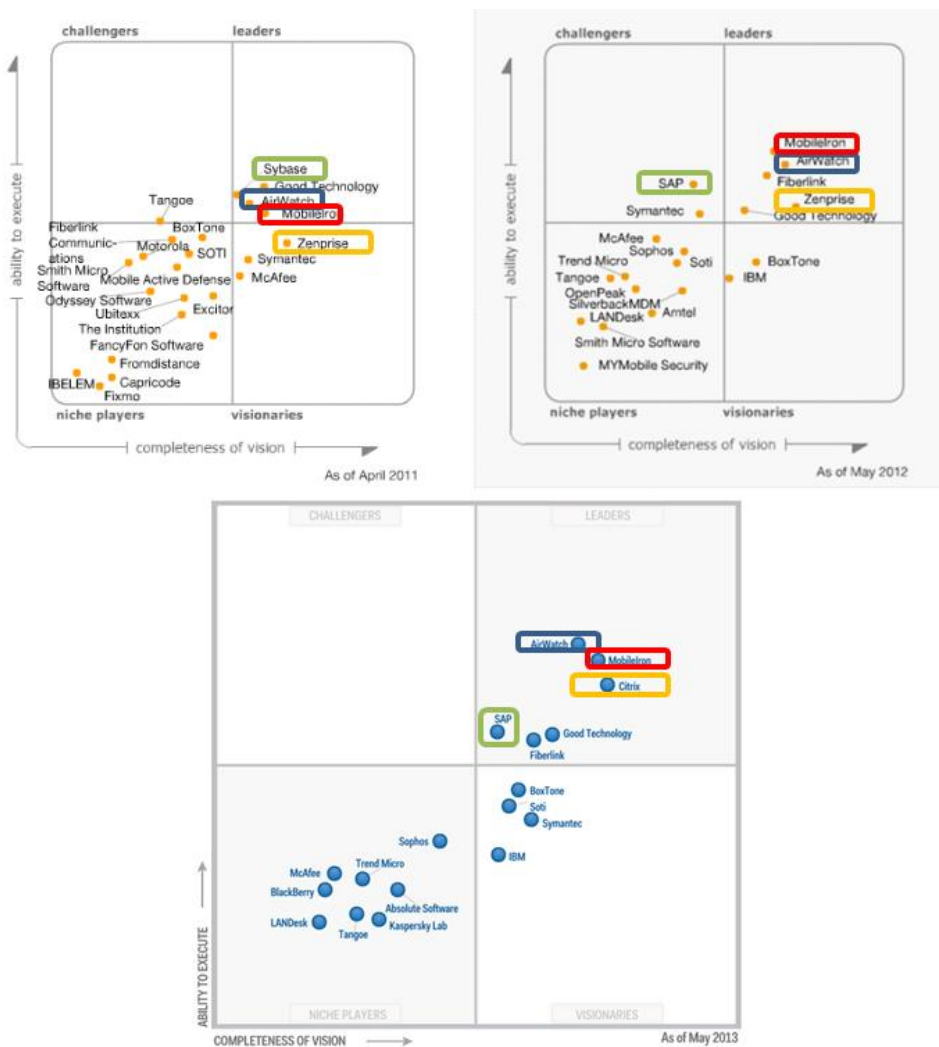 challengers
leaders
Sybase
Good Technology
AirWatch
MobileIro
Tangoe
Fiberlink
Communic-
ations
BoxTone
Motorola
SOTI
Zenprise
Symantec
McAfee
Smith Micro
Software
Mobile Active Defense
Odyssey Software
Ubitexx
Excitor
The Institution
FancyFon Software
Fromdistance
IBELEM
Capricode
Fixmo
niche players
visionaries
ability to execute
completeness of vision
As of April 2011
challengers
leaders
MobileIron
AirWatch
Fiberlink
SAP
Zenprise
Symantec
Good Technology
McAfee
Sophos
Trend Micro
Soti
BoxTone
Tangoe
IBM
OpenPeak
SilverbackMDM
LANDesk
Amtel
Smith Micro Software
MYMobile Security
niche players
visionaries
ability to execute
completeness of vision
As of May 2012
CHALLENGERS
LEADERS
AirWatch
MobileIron
Citrix
SAP
Good Technology
Fiberlink
BoxTone
Soti
Symantec
Sophos
IBM
McAfee
Trend Micro
BlackBerry
Absolute Software
LANDesk
Tangoe
Kaspersky Lab
NICHE PLAYERS
VISIONARIES
ABILITY TO EXECUTE
COMPLETENESS OF VISION
As of May 2013